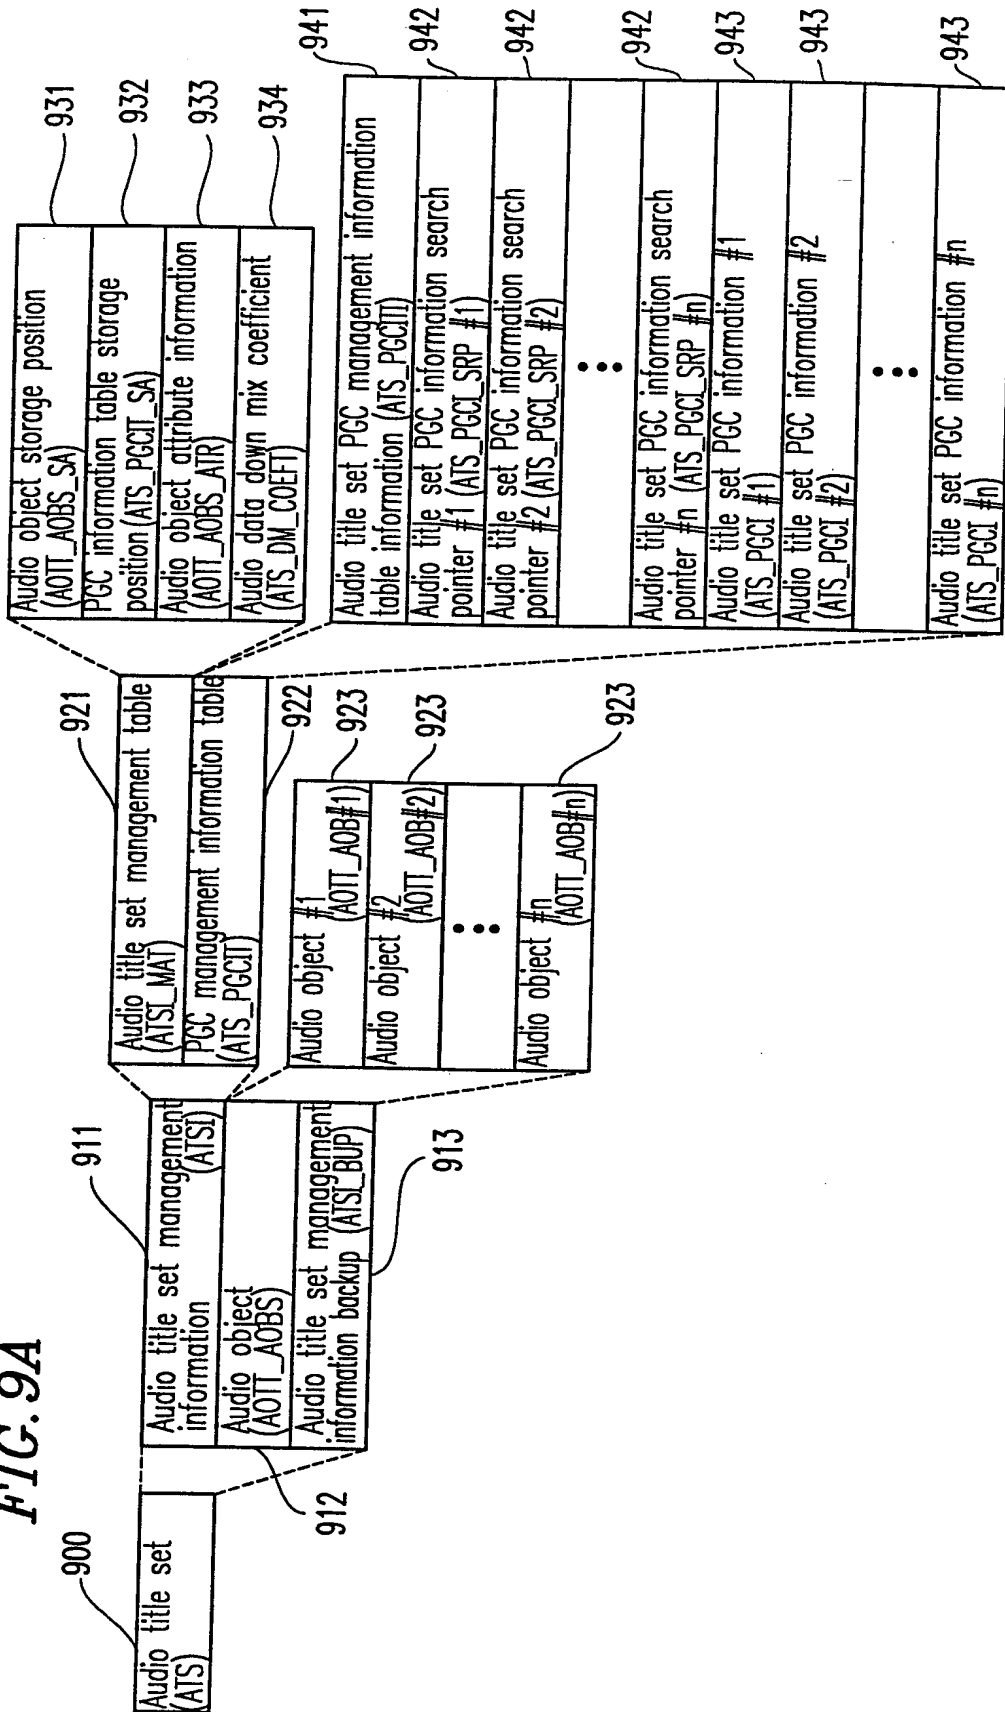 FIG. 9A
900
Audio title set
(ATS)
911
Audio title set management
information (ATSI)
Audio object
(AOTT_AOBS)
912
Audio title set management
information backup (ATSI_BUP)
913
921
Audio title set management table
(ATSI_MAT)
PGC management information table
(ATS_PGCIT)
922
Audio object #1
(AOTT_AOB#1)
923
Audio object #2
(AOTT_AOB#2)
923
•••
Audio object #n
(AOTT_AOB#n)
923
Audio object storage position
(AOTT_AOBS_SA)
931
PGC information table storage
position (ATS_PGCIT_SA)
932
Audio object attribute information
(AOTT_AOBS_ATR)
933
Audio data down mix coefficient
(ATS_DM_COEFT)
934
Audio title set PGC management information
table information (ATS_PGCITI)
941
Audio title set PGC information search
pointer #1 (ATS_PGCI_SRP #1)
942
Audio title set PGC information search
pointer #2 (ATS_PGCI_SRP #2)
942
•••
Audio title set PGC information search
pointer #n (ATS_PGCI_SRP #n)
942
Audio title set PGC information #1
(ATS_PGCI #1)
943
Audio title set PGC information #2
(ATS_PGCI #2)
943
•••
Audio title set PGC information #n
(ATS_PGCI #n)
943